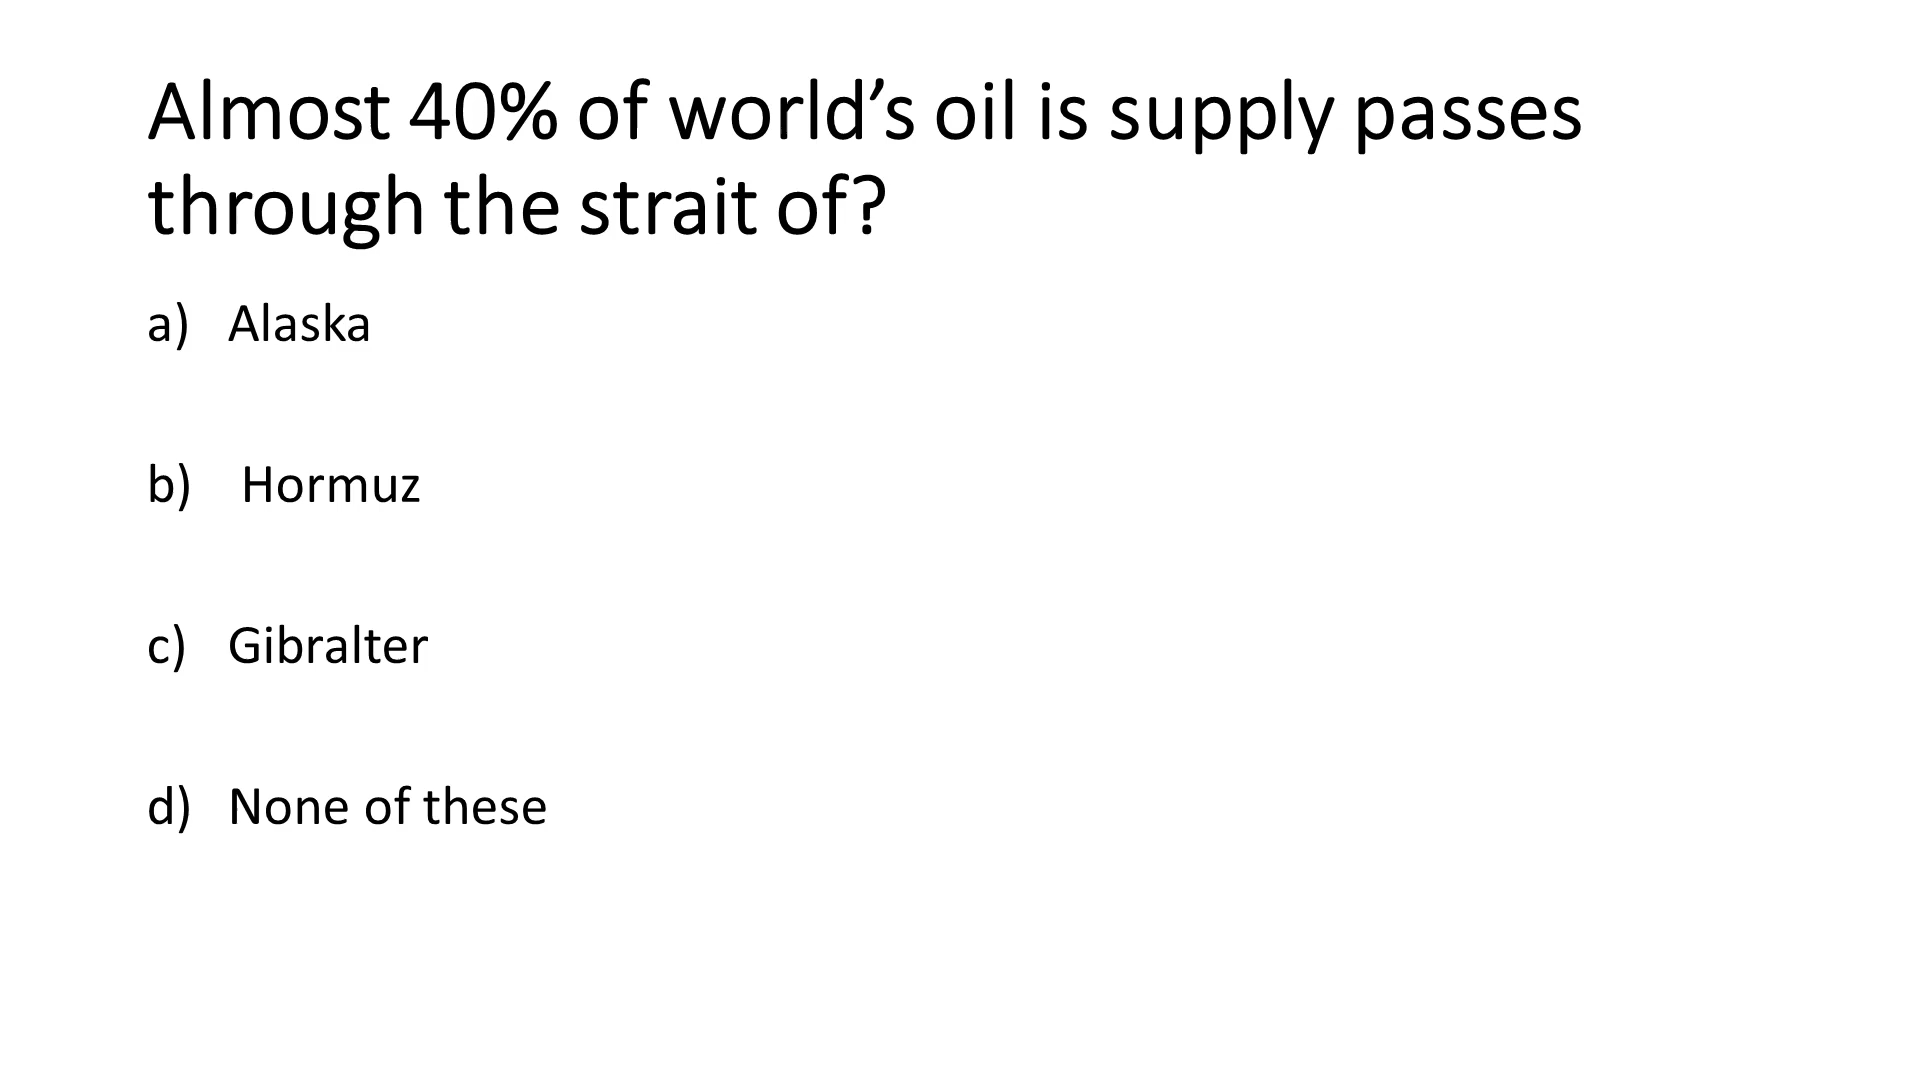 Almost 40% of world’s oil is supply passes
through the strait of?
a) Alaska
b) Hormuz
c) Gibralter
d) None of these